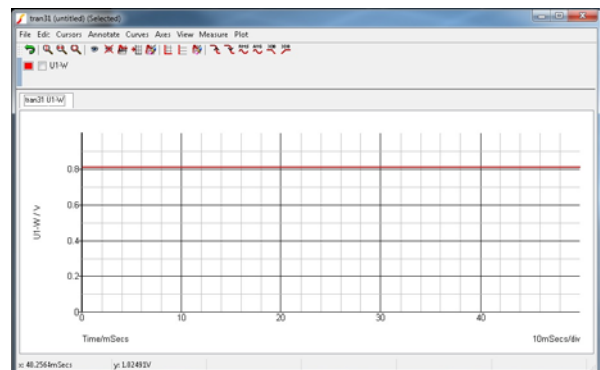 tran31 (untitled) (Selected)
File Edit Cursors Annotate Curves Axes View Measure Plot
U1-W
tran31 U1-W
U1-W / V
0.8
0.6
0.4
0.2
0
0
10
20
30
40
Time/mSecs
10mSecs/div
x: 48.2564mSecs
y: 1.02491V